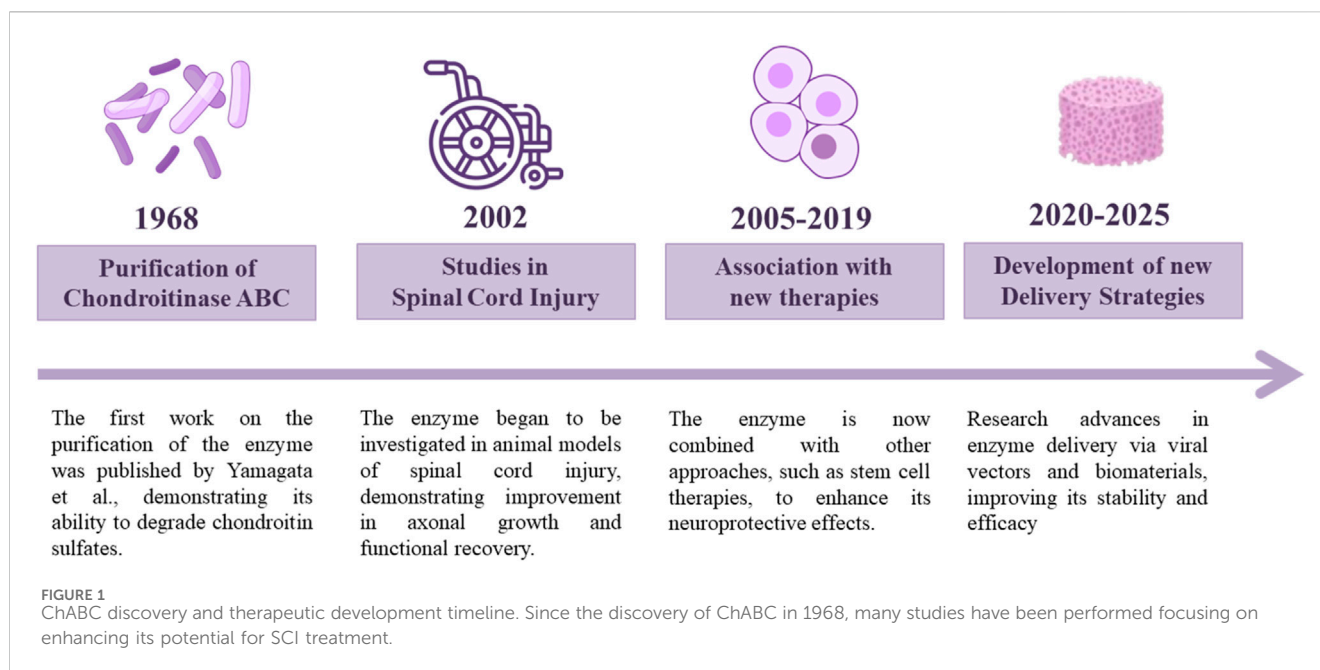 1968
Purification of
Chondroitinase ABC
The first work on the
purification of the enzyme
was published by Yamagata
et al., demonstrating its
ability to degrade chondroitin
sulfates.
2002
Studies in
Spinal Cord Injury
The enzyme began to be
investigated in animal models
of spinal cord injury,
demonstrating improvement
in axonal growth and
functional recovery.
2005-2019
Association with
new therapies
The enzyme is now
combined with other
approaches, such as stem cell
therapies, to enhance its
neuroprotective effects.
2020-2025
Development of new
Delivery Strategies
Research advances in
enzyme delivery via viral
vectors and biomaterials,
improving its stability and
efficacy
FIGURE 1
ChABC discovery and therapeutic development timeline. Since the discovery of ChABC in 1968, many studies have been performed focusing on
enhancing its potential for SCI treatment.